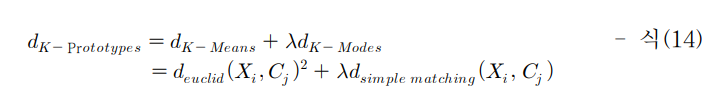 d_{K-Prototypes} = d_{K-Means} + λd_{K-Modes} - 식(14)
= d_{euclid}(X_i, C_j)^2 + λd_{simple matching}(X_i, C_j)